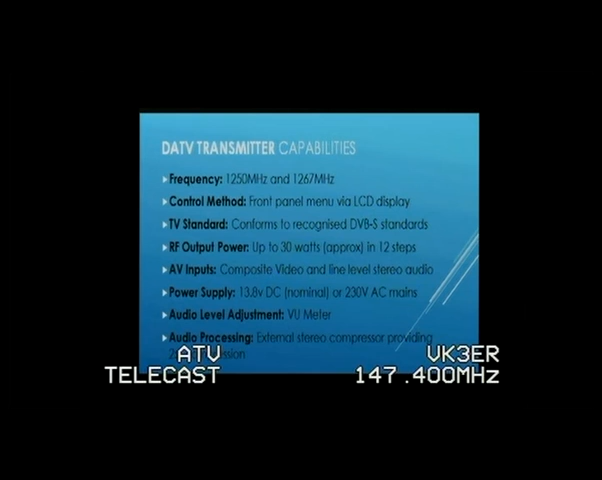 DATV TRANSMITTER CAPABILITIES
Frequency: 1250MHz and 1267MHz
Control Method: Front panel menu via LCD display
TV Standard: Conforms to recognised DVB-S standards
RF Output Power: Up to 30 watts (approx) in 12 steps
AV Inputs: Composite Video and line level stereo audio
Power Supply: 13.8v DC (nominal) or 230V AC mains
Audio Level Adjustment: VU Meter
Audio Processing: External stereo compressor providing
ATV VK3ER
TELECAST 147.400MHz